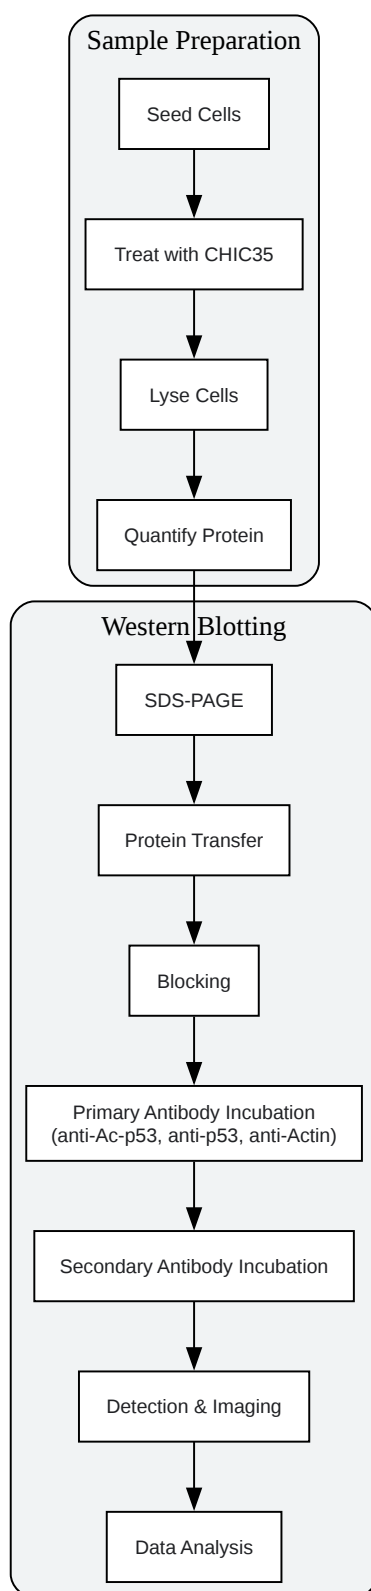 Sample Preparation
Seed Cells
Treat with CHIC35
Lyse Cells
Quantify Protein
Western Blotting
SDS-PAGE
Protein Transfer
Blocking
Primary Antibody Incubation
(anti-Ac-p53, anti-p53, anti-Actin)
Secondary Antibody Incubation
Detection & Imaging
Data Analysis